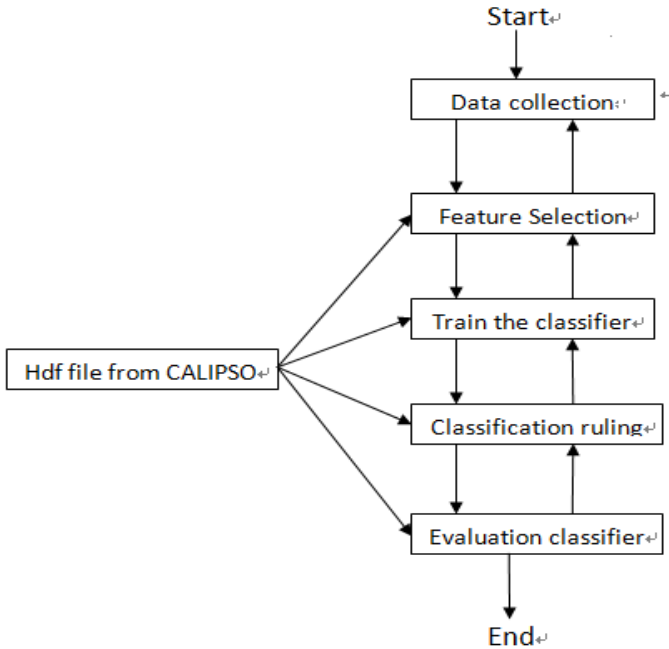 Start
Data collection
Feature Selection
Train the classifier
Hdf file from CALIPSO
Classification ruling
Evaluation classifier
End